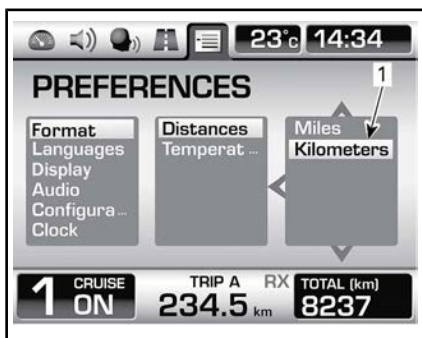 23°c 14:34
1
PREFERENCES
Format
Languages
Display
Audio
Configura...
Clock
Distances
Temperat ...
Miles
Kilometers
1 CRUISE ON
TRIP A RX
234.5 km
TOTAL (km)
8237